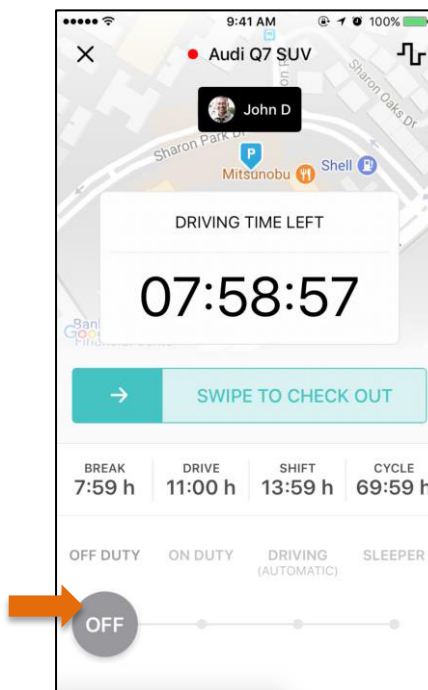 9:41 AM
100%
Audi Q7 SUV
John D
Sharon Oaks Dr
Sharon Park Dr
P
Mitsunobu
Shell
DRIVING TIME LEFT
07:58:57
SWIPE TO CHECK OUT
BREAK DRIVE SHIFT CYCLE
7:59 h 11:00 h 13:59 h 69:59 h
OFF DUTY ON DUTY DRIVING SLEEPER
(AUTOMATIC)
OFF